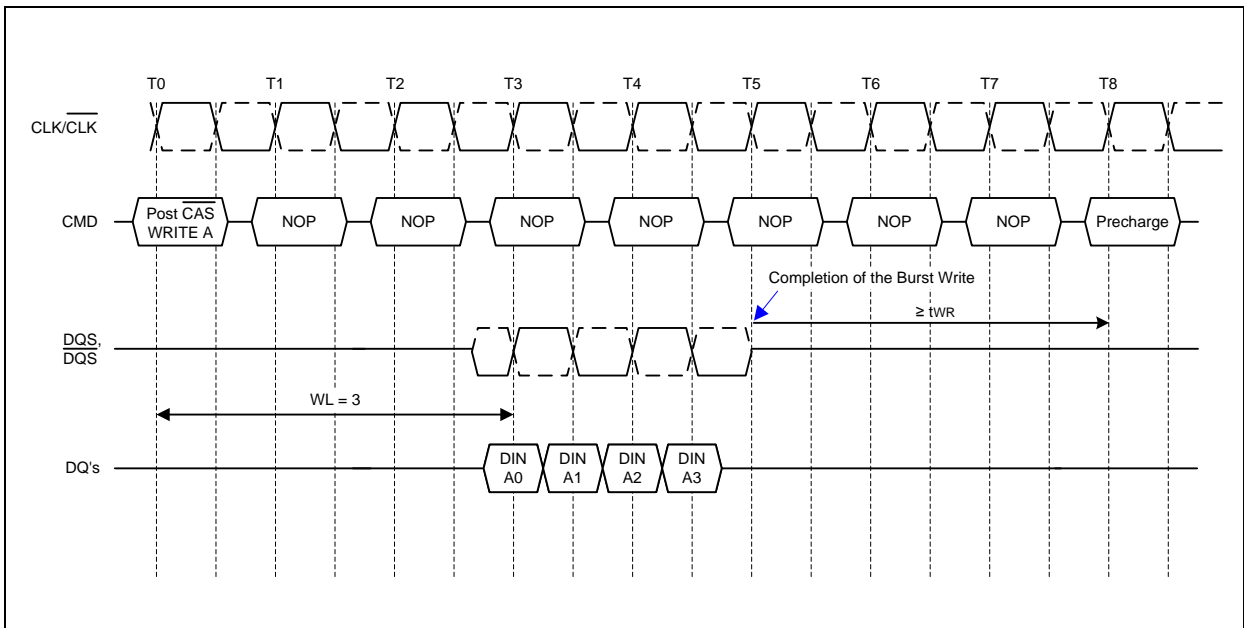 T0 T1 T2 T3 T4 T5 T6 T7 T8
CLK/CLK
CMD
Post CAS
WRITE A
NOP NOP NOP NOP NOP NOP NOP Precharge
Completion of the Burst Write
≥ tWR
DQS,
DQS
WL = 3
DQ's
DIN
A0
DIN
A1
DIN
A2
DIN
A3